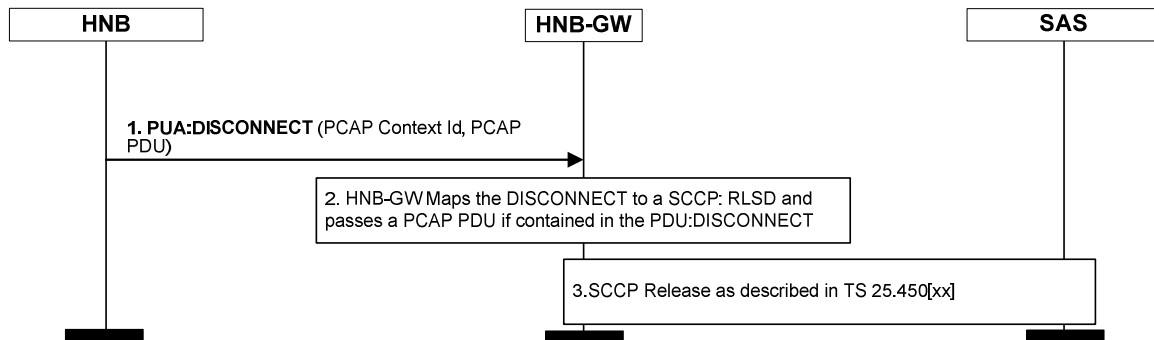 HNB
HNB-GW
SAS
1. PUA:DISCONNECT (PCAP Context Id, PCAP
PDU)
2. HNB-GW Maps the DISCONNECT to a SCCP: RLSD and
passes a PCAP PDU if contained in the PDU:DISCONNECT
3.SCCP Release as described in TS 25.450[xx]